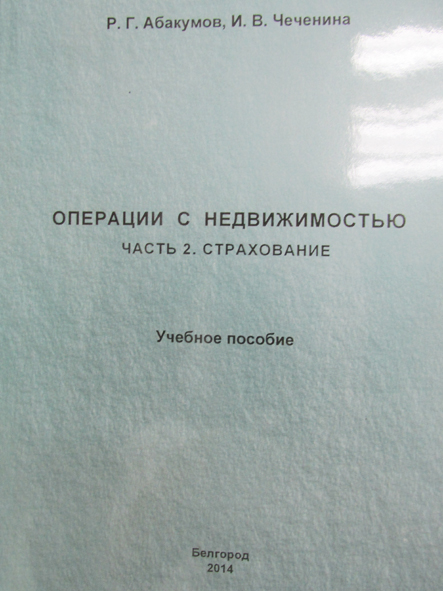 Р. Г. Абакумов, И. В. Чеченина
ОПЕРАЦИИ С НЕДВИЖИМОСТЬЮ
ЧАСТЬ 2. СТРАХОВАНИЕ
Учебное пособие
Белгород
2014